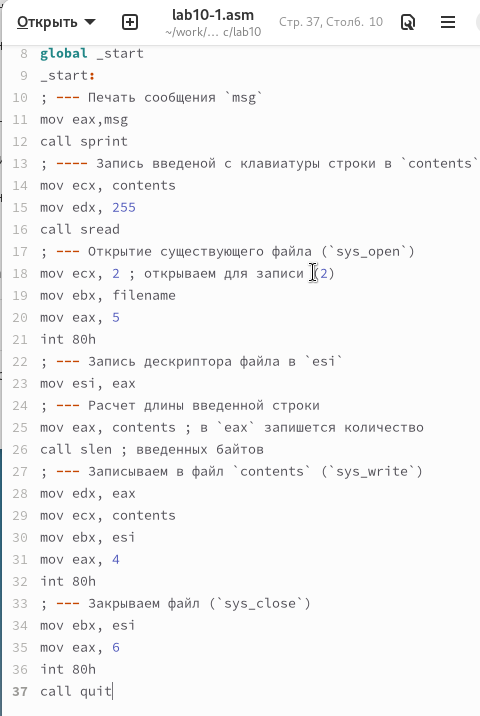 Открыть
lab10-1.asm
~/work/... c/lab10
Стр. 37, Столб. 10
8 global _start
9 _start:
10 ; --- Печать сообщения `msg`
11 mov eax,msg
12 call sprint
13 ; ---- Запись введеной с клавиатуры строки в `contents`
14 mov ecx, contents
15 mov edx, 255
16 call sread
17 ; --- Открытие существующего файла (`sys_open`)
18 mov ecx, 2 ; открываем для записи (2)
19 mov ebx, filename
20 mov eax, 5
21 int 80h
22 ; --- Запись дескриптора файла в `esi`
23 mov esi, eax
24 ; --- Расчет длины введенной строки
25 mov eax, contents ; в `eax` запишется количество
26 call slen ; введенных байтов
27 ; --- Записываем в файл `contents` (`sys_write`)
28 mov edx, eax
29 mov ecx, contents
30 mov ebx, esi
31 mov eax, 4
32 int 80h
33 ; --- Закрываем файл (`sys_close`)
34 mov ebx, esi
35 mov eax, 6
36 int 80h
37 call quit